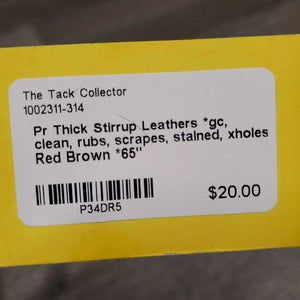 The Tack Collector
1002311-314
Pr Thick Stirrup Leathers *gc,
clean, rubs, scrapes, stained, xholes
Red Brown *65"
P34DR5
$20.00